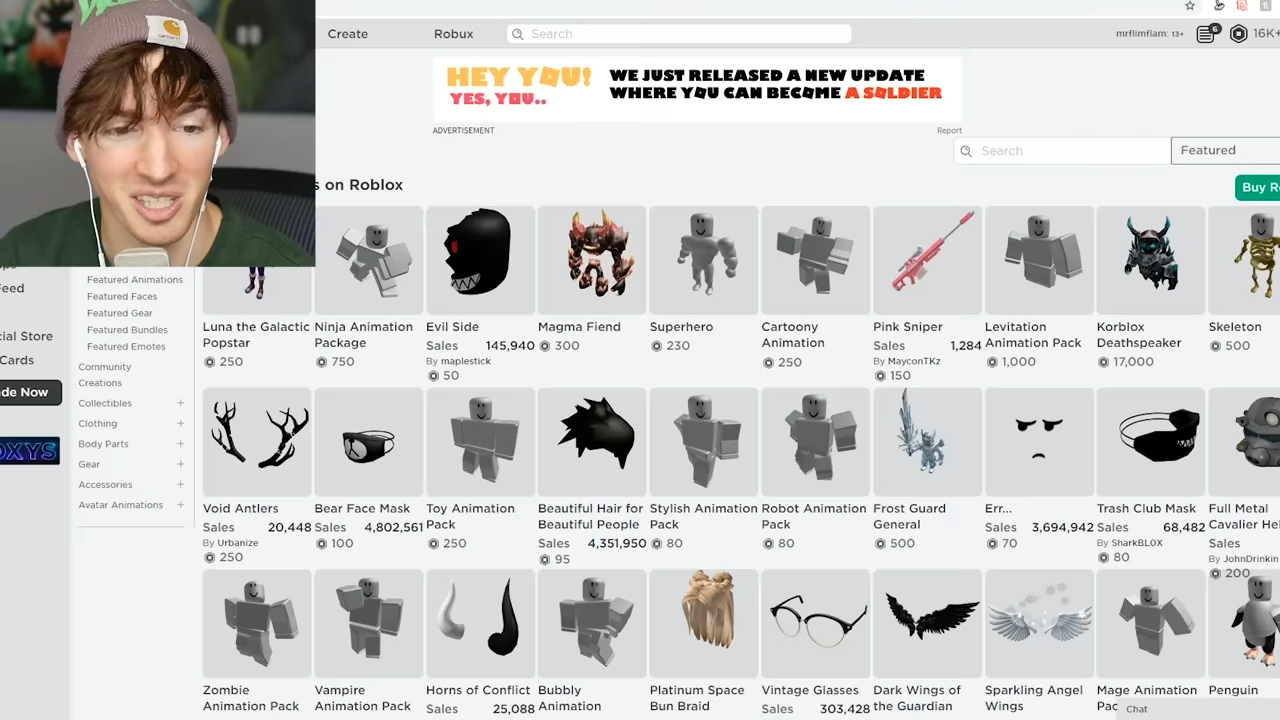 carhartt
Create
Robux
Search
mrflimflam: 13+
6
16K+
HEY YOU!
YES, YOU..
WE JUST RELEASED A NEW UPDATE
WHERE YOU CAN BECOME A SOLDIER
ADVERTISEMENT
Report
Search
Featured
s on Roblox
Buy Ro
Feed
cial Store
Cards
de Now
OXYS
Featured Animations
Featured Faces
Featured Gear
Featured Bundles
Featured Emotes
Community
Creations
Collectibles +
Clothing +
Body Parts +
Gear +
Accessories +
Avatar Animations +
Luna the Galactic
Popstar
250
Ninja Animation
Package
750
Evil Side
Sales 145,940
By maplestick
50
Magma Fiend
300
Superhero
230
Cartoony
Animation
250
Pink Sniper
Sales 1,284
By MayconTKz
150
Levitation
Animation Pack
1,000
Korblox
Deathspeaker
17,000
Skeleton
500
Void Antlers
Sales 20,448
By Urbanize
250
Bear Face Mask
Sales 4,802,561
100
Toy Animation
Pack
250
Beautiful Hair for
Beautiful People
Sales 4,351,950
95
Stylish Animation
Pack
80
Robot Animation
Pack
80
Frost Guard
General
500
Err...
Sales 3,694,942
70
Trash Club Mask
Sales 68,482
By SharkBLOX
80
Full Metal
Cavalier He
Sales
By JohnDrinkin
200
Zombie
Animation Pack
Vampire
Animation Pack
Horns of Conflict
Sales 25,088
Bubbly
Animation
Platinum Space
Bun Braid
Vintage Glasses
Sales 303,428
Dark Wings of
the Guardian
Sparkling Angel
Wings
Mage Animation
Pac
Penguin
Chat